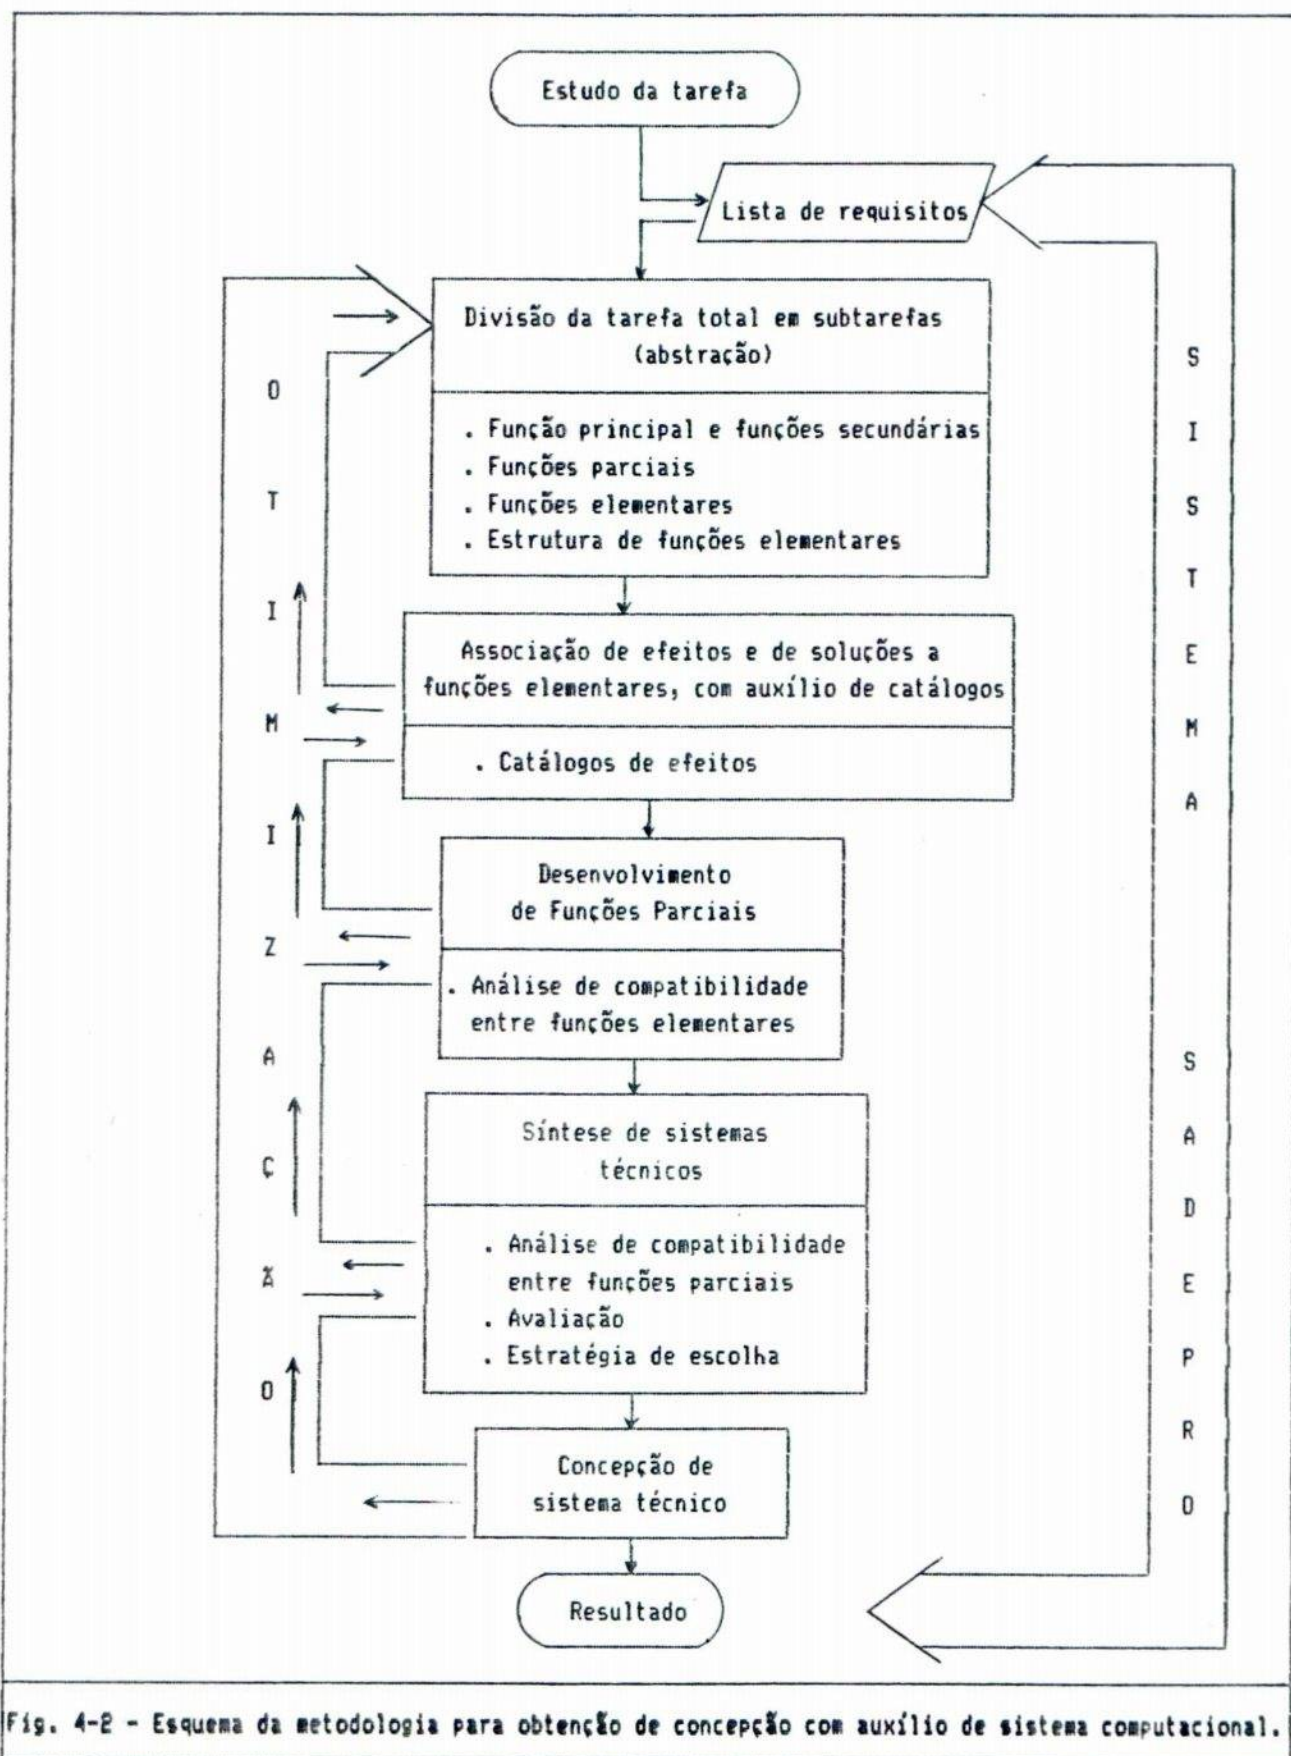 Estudo da tarefa
Lista de requisitos
Divisão da tarefa total em subtarefas
(abstração)
. Função principal e funções secundárias
. Funções parciais
. Funções elementares
. Estrutura de funções elementares
Associação de efeitos e de soluções a
funções elementares, com auxílio de catálogos
. Catálogos de efeitos
Desenvolvimento
de Funções Parciais
. Análise de compatibilidade
entre funções elementares
Síntese de sistemas
técnicos
. Análise de compatibilidade
entre funções parciais
. Avaliação
. Estratégia de escolha
Concepção de
sistema técnico
Resultado
O T I M I Z A Ç Ã O
S I S T E M A
S A D E P R O
Fig. 4-2 - Esquema da metodologia para obtenção de concepção com auxílio de sistema computacional.